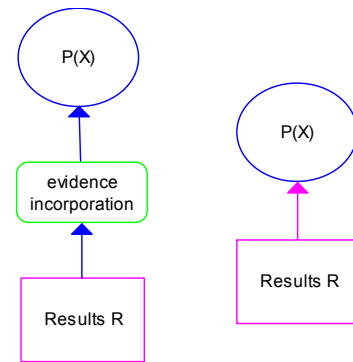 P(X)
evidence
incorporation
Results R
P(X)
Results R